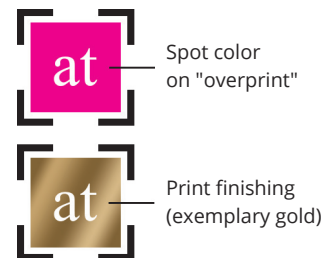 at
Spot color
on "overprint"
at
Print finishing
(exemplary gold)